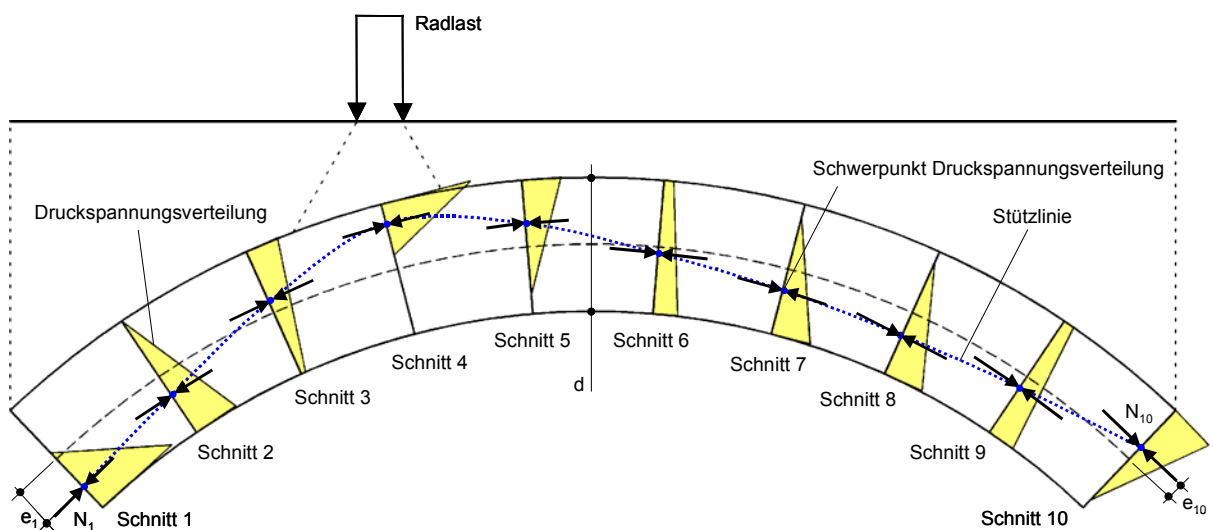 Radlast
Schwerpunkt Druckspannungsverteilung
Druckspannungsverteilung
Stützlinie
Schnitt 5
Schnitt 6
Schnitt 4
Schnitt 7
d
Schnitt 3
Schnitt 8
N10
Schnitt 2
Schnitt 9
e1
N1
Schnitt 1
Schnitt 10
e10